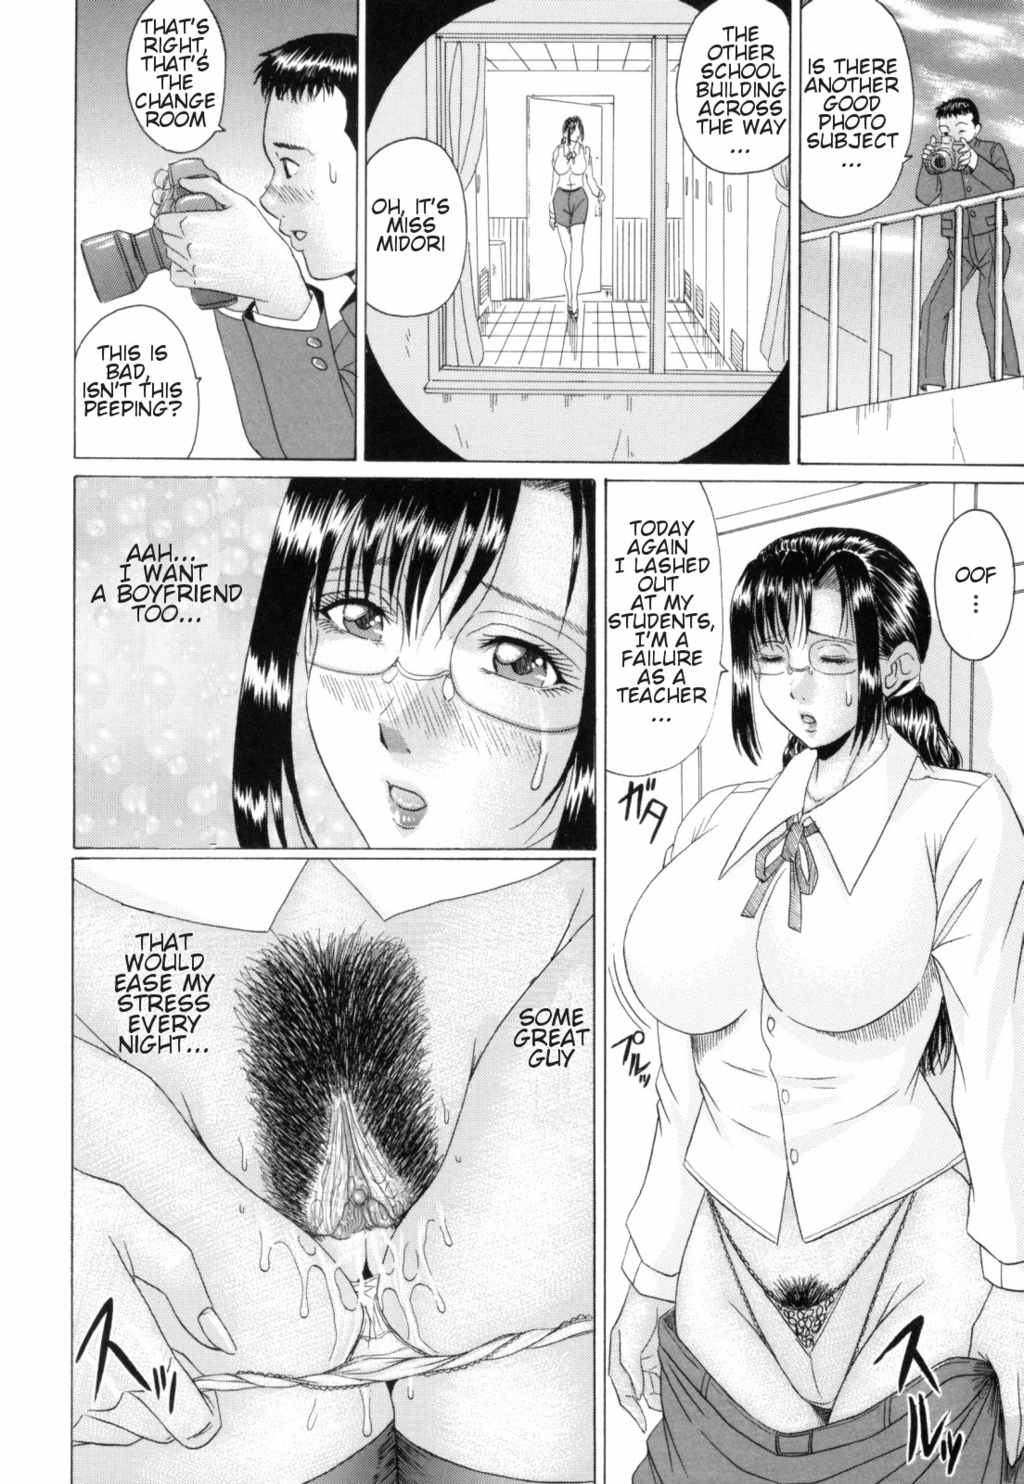 IS THERE
ANOTHER
GOOD
PHOTO
SUBJECT
...
THE
OTHER
SCHOOL
BUILDING
ACROSS
THE WAY
...
OH, IT'S
MISS
MIDORI
THAT'S
RIGHT,
THAT'S
THE
CHANGE
ROOM
THIS IS
BAD,
ISN'T THIS
PEEPING?
OOF
...
TODAY
AGAIN
I LASHED
OUT
AT MY
STUDENTS,
I'M A
FAILURE
AS A
TEACHER
...
ガタ
プルッ
スルッ
AAH...
I WANT
A BOYFRIEND
TOO...
SOME
GREAT
GUY
THAT
WOULD
EASE MY
STRESS
EVERY
NIGHT...
スッ